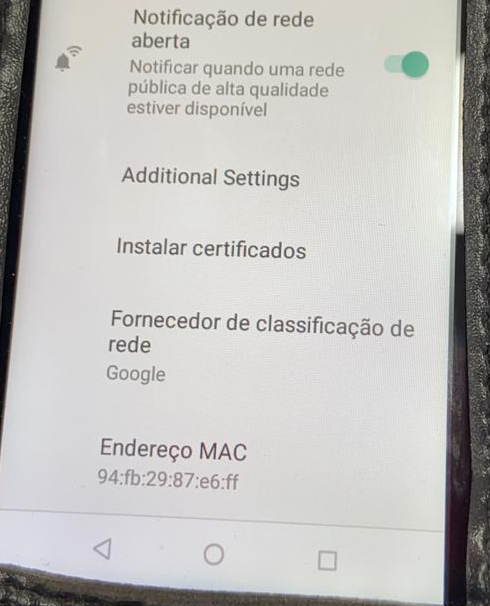 Notificação de rede
aberta
Notificar quando uma rede
pública de alta qualidade
estiver disponível
Additional Settings
Instalar certificados
Fornecedor de classificação de
rede
Google
Endereço MAC
94:fb:29:87:e6:ff